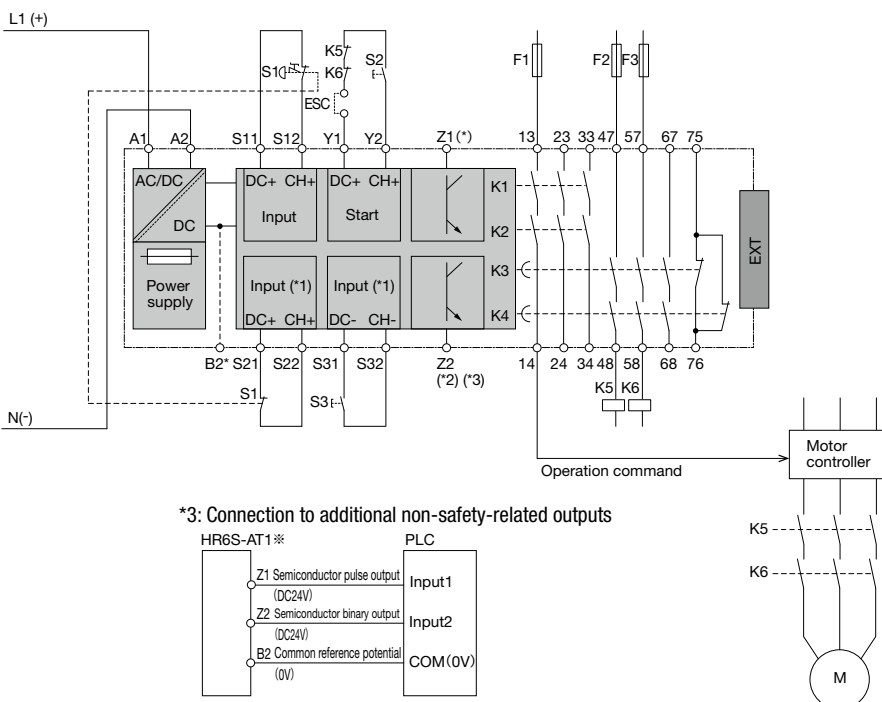 L1 (+)
K5
S1
K6
S2
ESC
F1
F2
F3
A1
A2
S11
S12
Y1
Y2
Z1(*)
13
23
33
47
57
67
75
AC/DC
DC
DC+
CH+
Input
DC+
CH+
Start
K1
K2
K3
K4
EXT
Power
supply
Input (*1)
DC+
CH+
Input (*1)
DC-
CH-
B2*
S21
S22
S31
S32
Z2
(*2) (*3)
14
24
34
48
58
68
76
S1
S3
K5
K6
N(-)
Operation command
Motor
controller
K5
K6
M
*3: Connection to additional non-safety-related outputs
HR6S-AT1※
PLC
Z1 Semiconductor pulse output
(DC24V)
Input1
Z2 Semiconductor binary output
(DC24V)
Input2
B2 Common reference potential
(0V)
COM(0V)